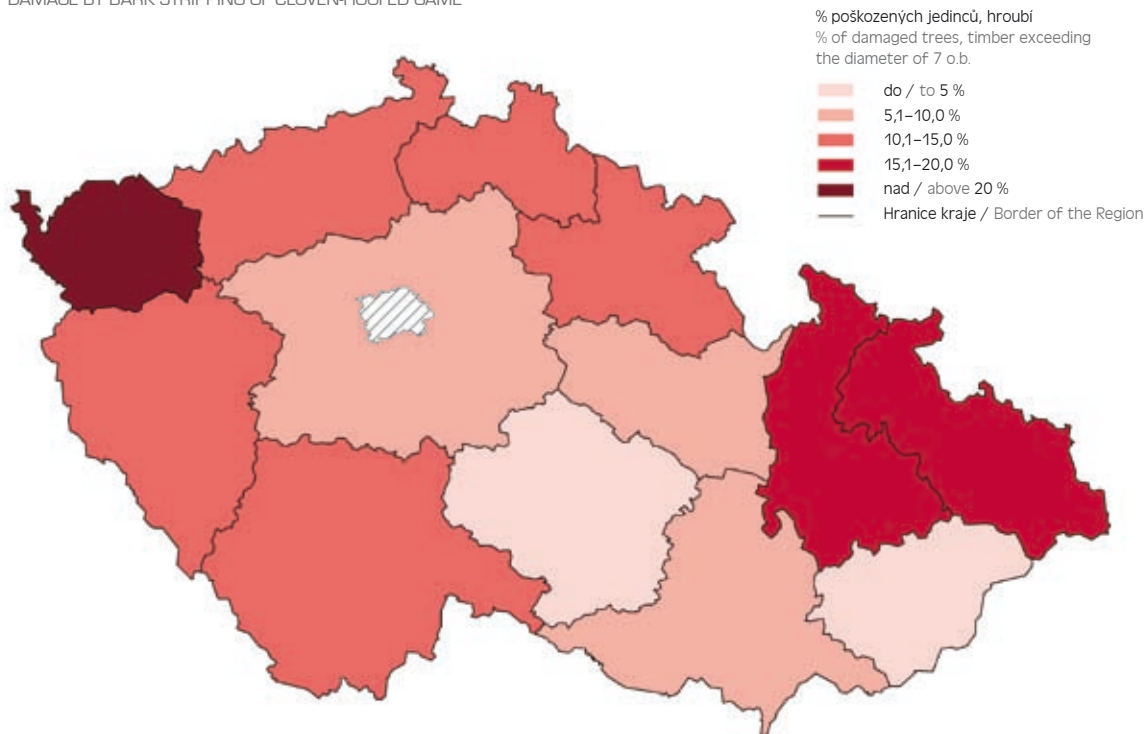 DAMAGE BY BARK STRIPPING OF CLOVEN-HOOFED GAME
% poškozených jedinců, hroubí
% of damaged trees, timber exceeding
the diameter of 7 o.b.
do / to 5 %
5,1–10,0 %
10,1–15,0 %
15,1–20,0 %
nad / above 20 %
Hranice kraje / Border of the Region